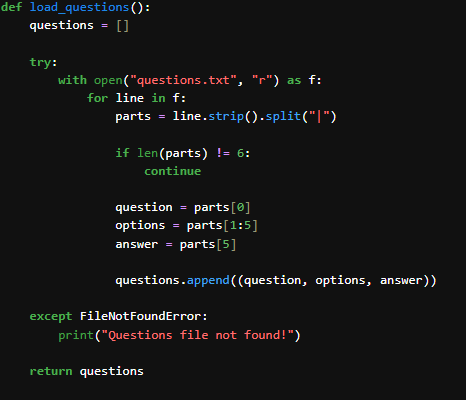 def load_questions():
    questions = []

    try:
        with open("questions.txt", "r") as f:
            for line in f:
                parts = line.strip().split("|")

                if len(parts) != 6:
                    continue

                question = parts[0]
                options = parts[1:5]
                answer = parts[5]

                questions.append((question, options, answer))

    except FileNotFoundError:
        print("Questions file not found!")

    return questions